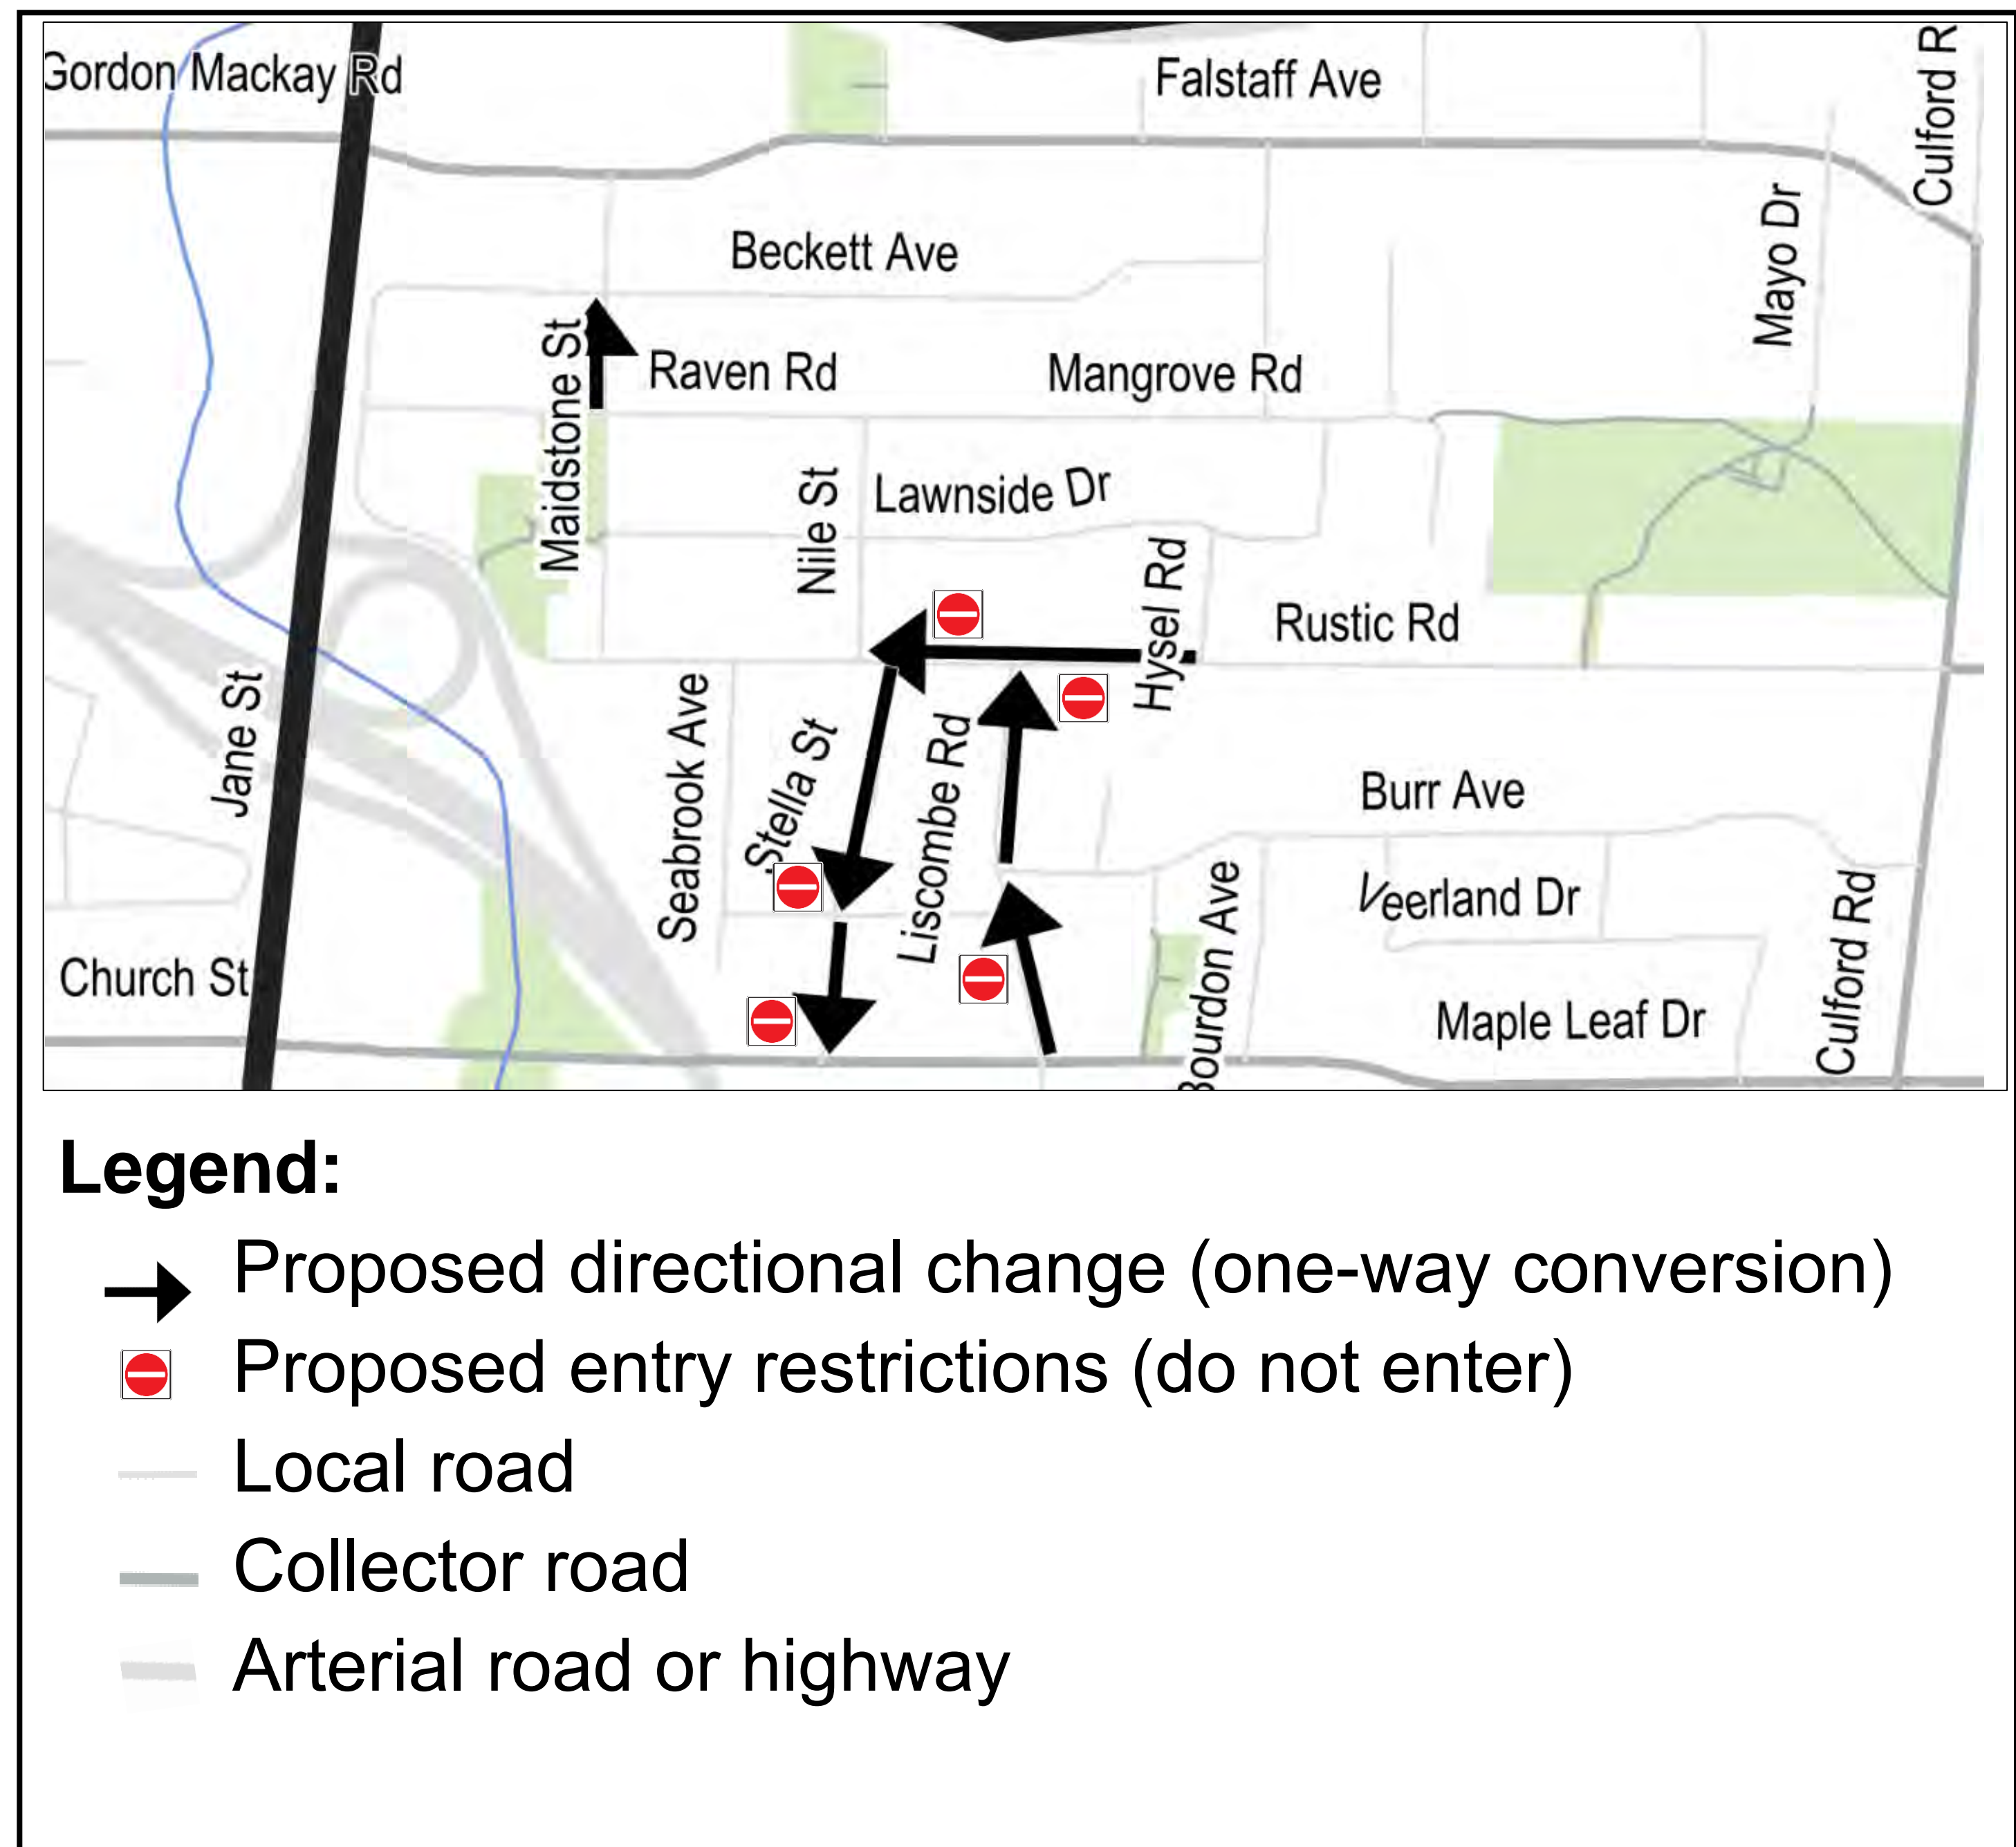 Gordon Mackay Rd
Falstaff Ave
Culford R
Mayo Dr
Beckett Ave
Maidstone St
Raven Rd
Mangrove Rd
Nile St
Lawnside Dr
Hysel Rd
Rustic Rd
Jane St
Seabrook Ave
Stella St
Liscombe Rd
Burr Ave
Bourdon Ave
Veerland Dr
Culford Rd
Church St
Maple Leaf Dr
Legend:
Proposed directional change (one-way conversion)
Proposed entry restrictions (do not enter)
Local road
Collector road
Arterial road or highway